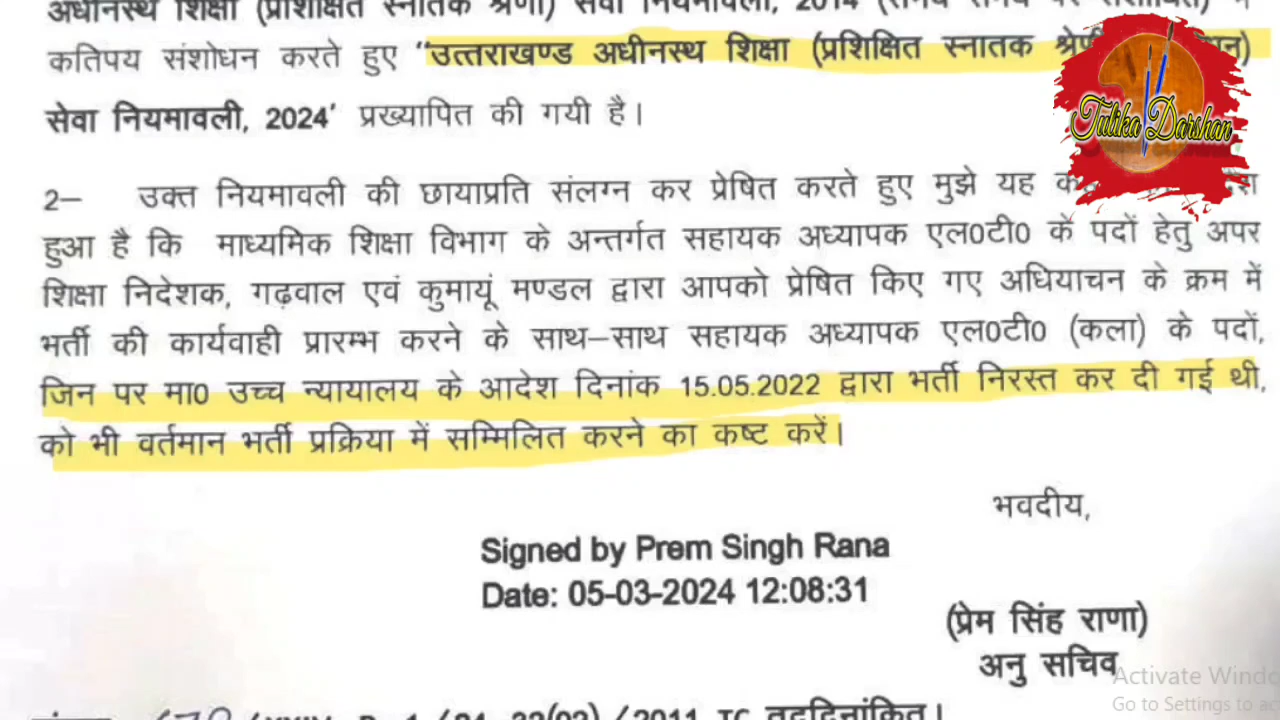 अधीनस्थ शिक्षा (प्रशिक्षित स्नातक श्रेणी) सेवा नियमावली, 2014
कतिपय संशोधन करते हुए "उत्तराखण्ड अधीनस्थ शिक्षा (प्रशिक्षित स्नातक
सेवा नियमावली, 2024' प्रख्यापित की गयी है।
Tulika Darshan
2– उक्त नियमावली की छायाप्रति संलग्न कर प्रेषित करते हुए मुझे यह
हुआ है कि माध्यमिक शिक्षा विभाग के अन्तर्गत सहायक अध्यापक एल0टी0 के पदों हेतु अपर
शिक्षा निदेशक, गढ़वाल एवं कुमायूं मण्डल द्वारा आपको प्रेषित किए गए अधियाचन के क्रम में
भर्ती की कार्यवाही प्रारम्भ करने के साथ–साथ सहायक अध्यापक एल0टी0 (कला) के पदों,
जिन पर मा0 उच्च न्यायालय के आदेश दिनांक 15.05.2022 द्वारा भर्ती निरस्त कर दी गई थी,
को भी वर्तमान भर्ती प्रक्रिया में सम्मिलित करने का कष्ट करें।
भवदीय,
Signed by Prem Singh Rana
Date: 05-03-2024 12:08:31
(प्रेम सिंह राणा)
अनु सचिव
Activate Windo
Go to Settings to ac
तद्दिनांकित।